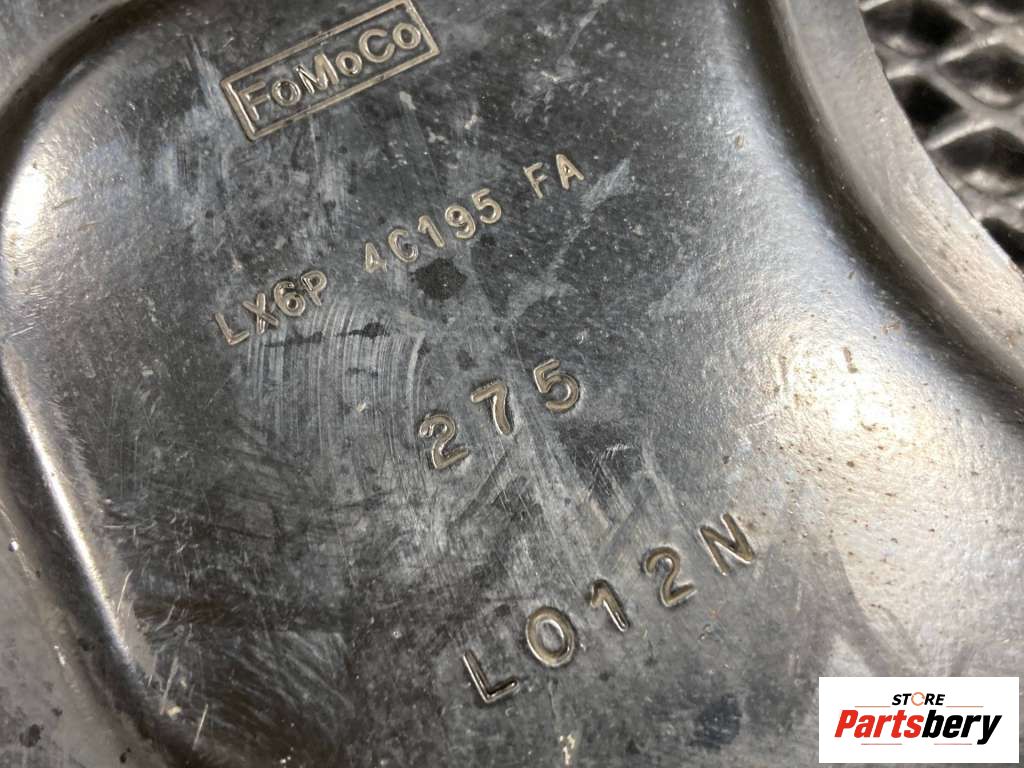 FoMoCo
LX6P 4C195 FA
275
L012N
STORE
Partsbery